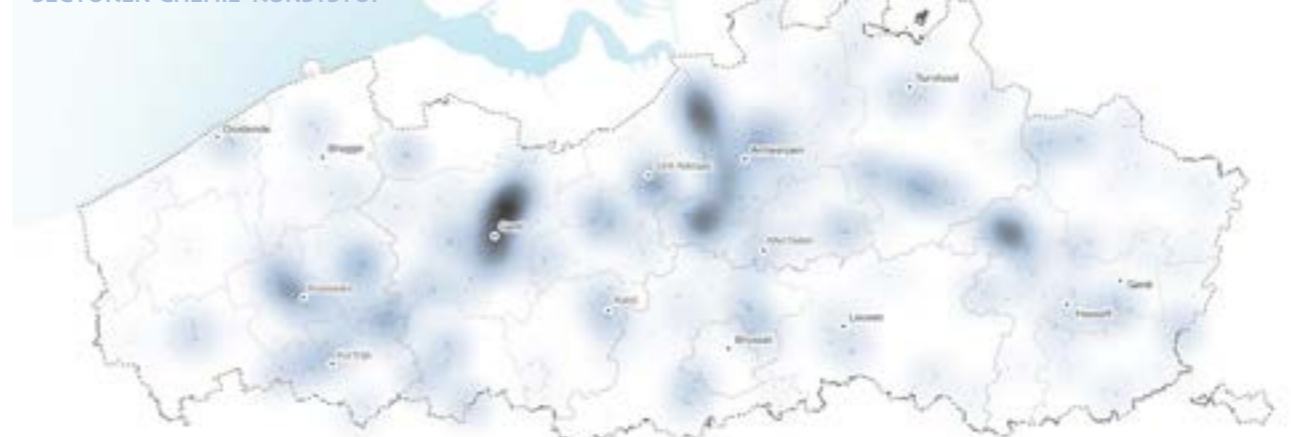 SECTOREN CHEMIE-KUNSTSTOF
Turnhout
Oostende
Brugge
Antwerpen
Sint-Niklaas
Gent
Mechelen
Roeselare
Genk
Aalst
Hasselt
Leuven
Brussel
Kortrijk